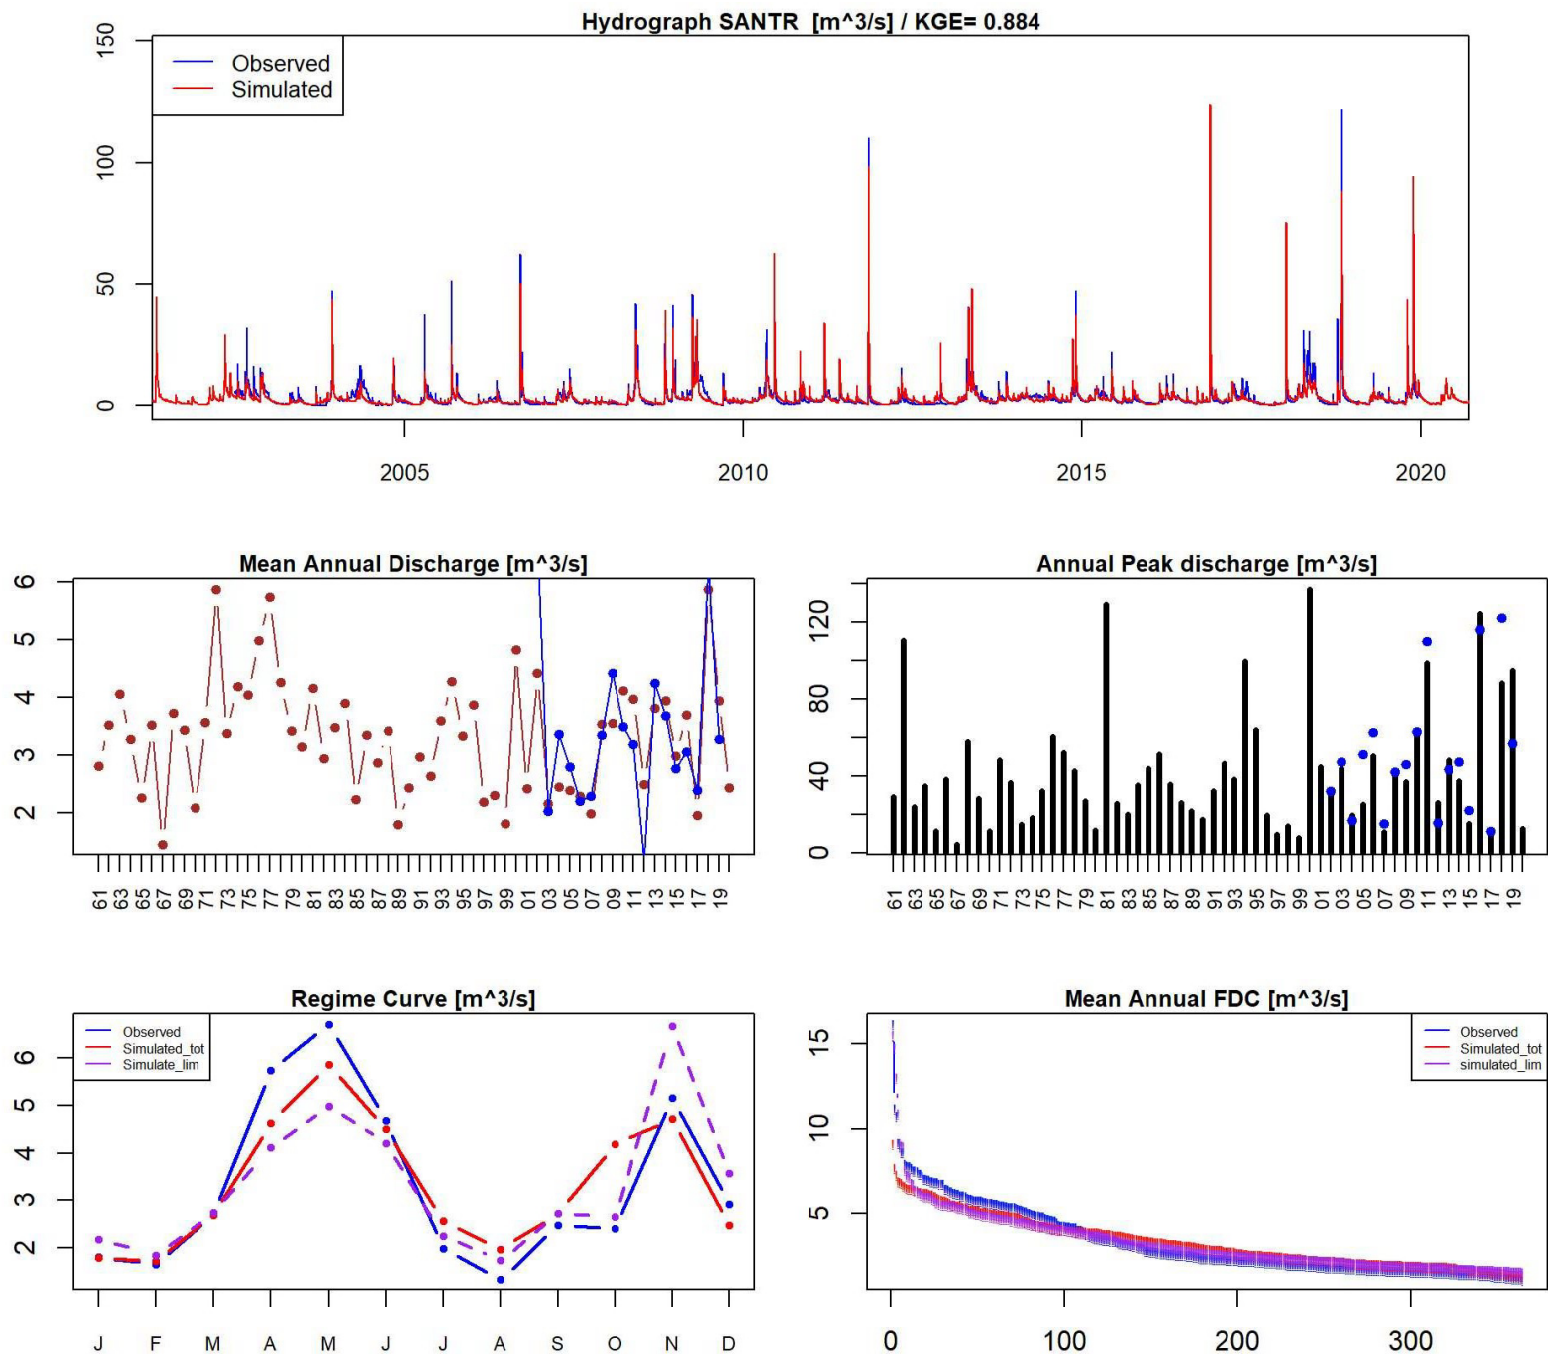 Hydrograph SANTR [m^3/s] / KGE= 0.884
150
100
50
0
Observed
Simulated
2005 2010 2015 2020
Mean Annual Discharge [m^3/s]
6
5
4
3
2
61 63 65 67 69 71 73 75 77 79 81 83 85 87 89 91 93 95 97 99 01 03 05 07 09 11 13 15 17 19
Annual Peak discharge [m^3/s]
120
80
40
0
61 63 65 67 69 71 73 75 77 79 81 83 85 87 89 91 93 95 97 99 01 03 05 07 09 11 13 15 17 19
Regime Curve [m^3/s]
Observed
Simulated_tot
Simulate_lim
6
5
4
3
2
J F M A M J J A S O N D
Mean Annual FDC [m^3/s]
Observed
Simulated_tot
simulated_lim
15
10
5
0 100 200 300